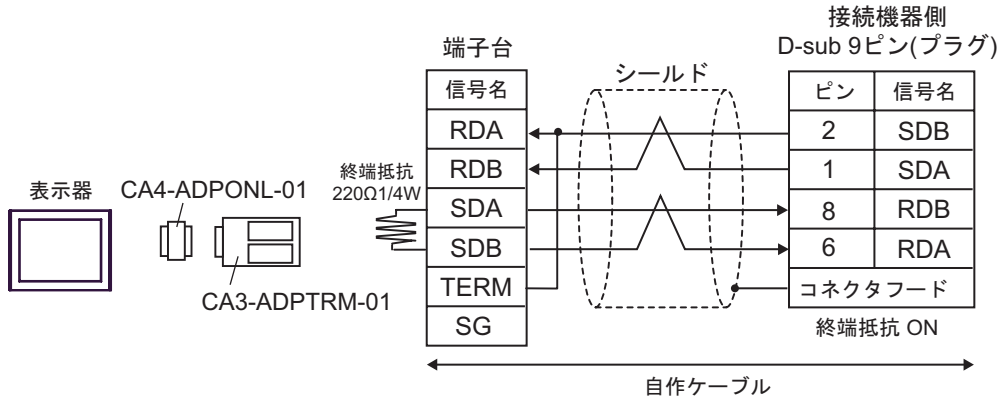 接続機器側
D-sub 9ピン(プラグ)
端子台
シールド
信号名
ピン 信号名
RDA
2 SDB
RDB
1 SDA
終端抵抗
220Ω1/4W
表示器
CA4-ADPONL-01
SDA
8 RDB
SDB
6 RDA
CA3-ADPTRM-01
TERM
コネクタフード
SG
終端抵抗 ON
自作ケーブル